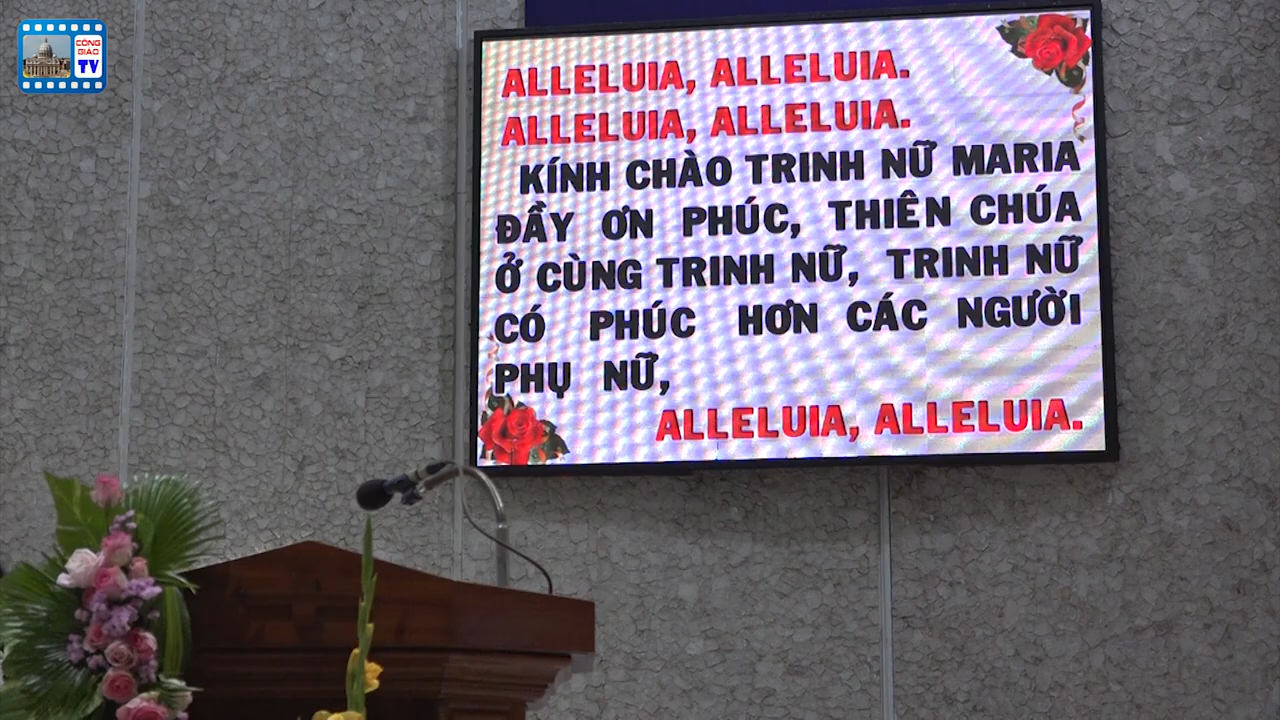 CÔNG
GIÁO
TV
ALLELUIA, ALLELUIA.
ALLELUIA, ALLELUIA.
KÍNH CHÀO TRINH NỮ MARIA
ĐẦY ƠN PHÚC, THIÊN CHÚA
Ở CÙNG TRINH NỮ, TRINH NỮ
CÓ PHÚC HƠN CÁC NGƯỜI
PHỤ NỮ,
ALLELUIA, ALLELUIA.